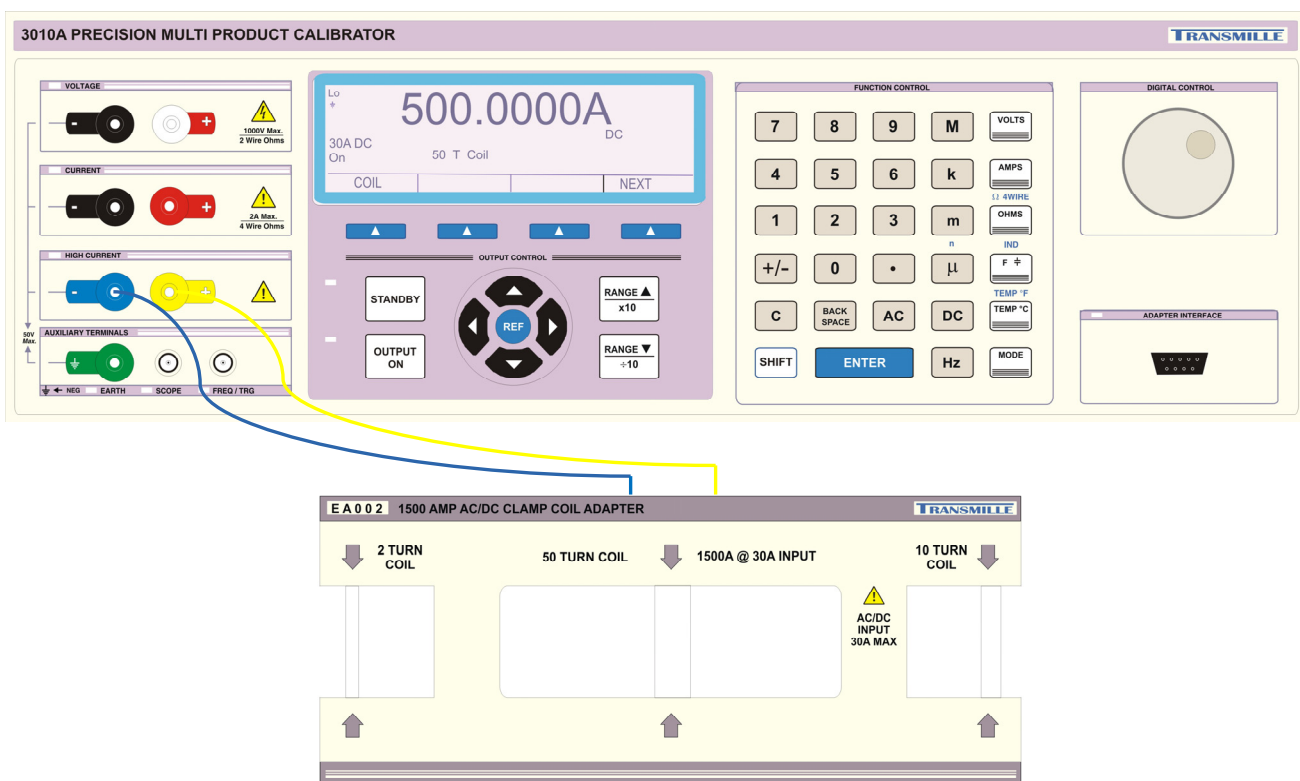 3010A PRECISION MULTI PRODUCT CALIBRATOR
TRANSMILLE
VOLTAGE
-
+
1000V Max.
2 Wire Ohms
CURRENT
-
+
2A Max.
4 Wire Ohms
HIGH CURRENT
-
+
50V
Max.
AUXILIARY TERMINALS
NEG
EARTH
SCOPE
FREQ / TRG
Lo
500.0000A
DC
30A DC
On
50 T Coil
COIL
NEXT
OUTPUT CONTROL
STANDBY
OUTPUT
ON
REF
RANGE ▲
x10
RANGE ▼
÷10
FUNCTION CONTROL
7 8 9 M VOLTS
4 5 6 k AMPS
Ω 4WIRE
1 2 3 m OHMS
n IND
+/- 0 • µ F
TEMP °F
C BACK SPACE AC DC TEMP °C
SHIFT ENTER Hz MODE
DIGITAL CONTROL
ADAPTER INTERFACE
EA002 1500 AMP AC/DC CLAMP COIL ADAPTER
TRANSMILLE
2 TURN
COIL
50 TURN COIL
1500A @ 30A INPUT
10 TURN
COIL
AC/DC
INPUT
30A MAX